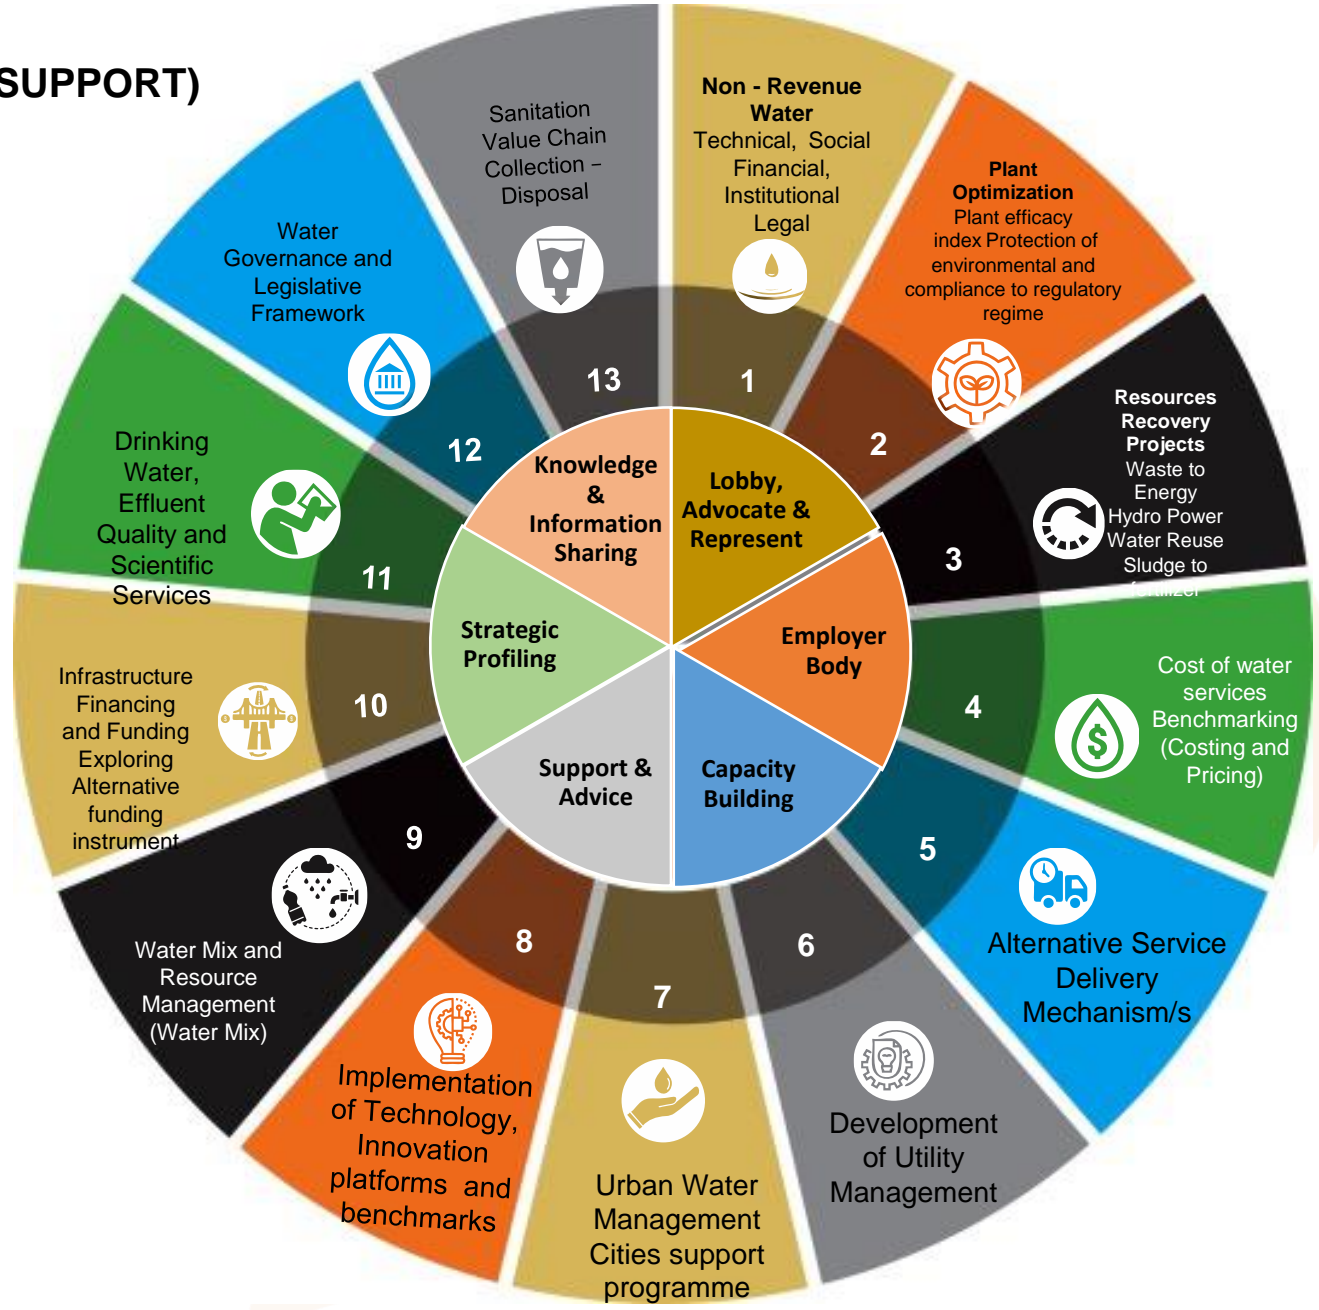 SUPPORT)
Non - Revenue
Water
Technical, Social
Financial,
Institutional
Legal
1
Plant
Optimization
Plant efficacy
index Protection of
environmental and
compliance to regulatory
regime
2
Resources
Recovery
Projects
Waste to
Energy
Hydro Power
Water Reuse
Sludge to
fertilizer
3
Cost of water
services
Benchmarking
(Costing and
Pricing)
$
4
Alternative Service
Delivery
Mechanism/s
5
Development
of Utility
Management
6
Urban Water
Management
Cities support
programme
7
Implementation
of Technology,
Innovation
platforms and
benchmarks
8
Water Mix and
Resource
Management
(Water Mix)
9
Infrastructure
Financing
and Funding
Exploring
Alternative
funding
instrument
10
Drinking
Water,
Effluent
Quality and
Scientific
Services
11
Water
Governance and
Legislative
Framework
12
Sanitation
Value Chain
Collection –
Disposal
13
Lobby,
Advocate &
Represent
Employer
Body
Capacity
Building
Support &
Advice
Strategic
Profiling
Knowledge
&
Information
Sharing